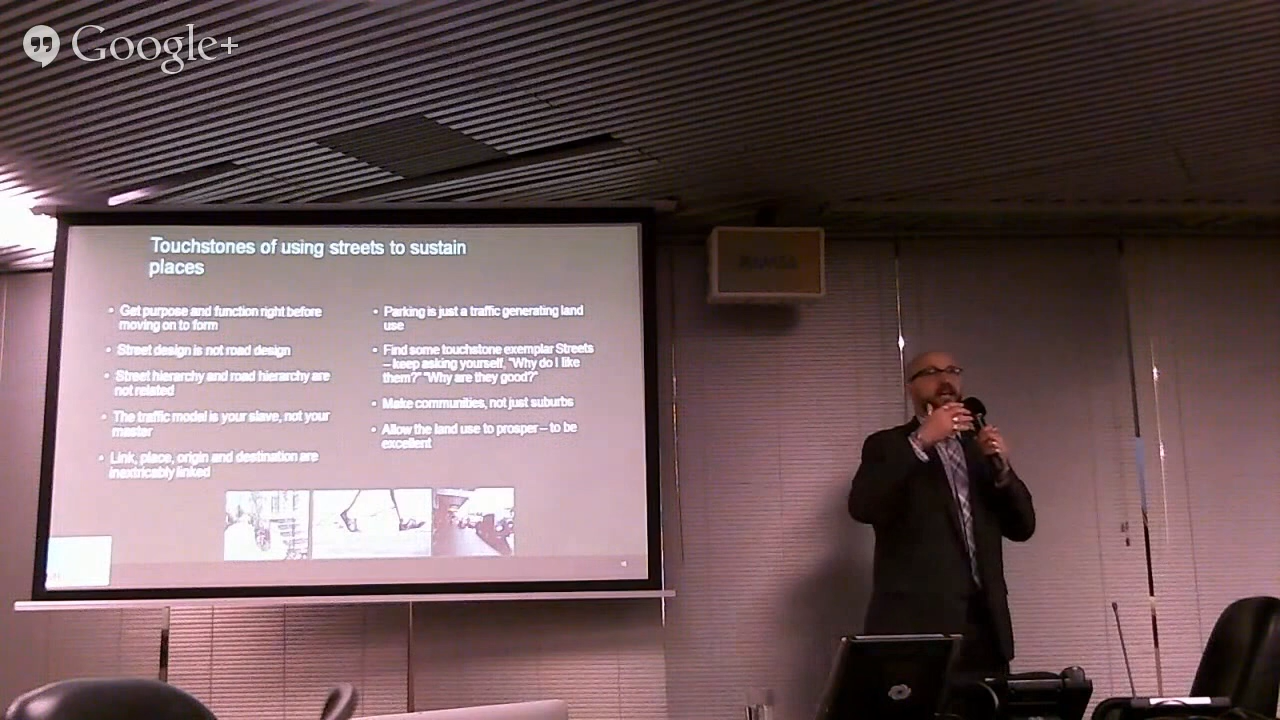 Google+
Touchstones of using streets to sustain
places
• Get purpose and function right before
moving on to form
• Street design is not road design
• Street hierarchy and road hierarchy are
not related
• The traffic model is your slave, not your
master
• Link, place, origin and destination are
inextricably linked
• Parking is just a traffic generating land
use
• Find some touchstone exemplar Streets
– keep asking yourself, "Why do I like
them?" "Why are they good?"
• Make communities, not just suburbs
• Allow the land use to prosper – to be
excellent